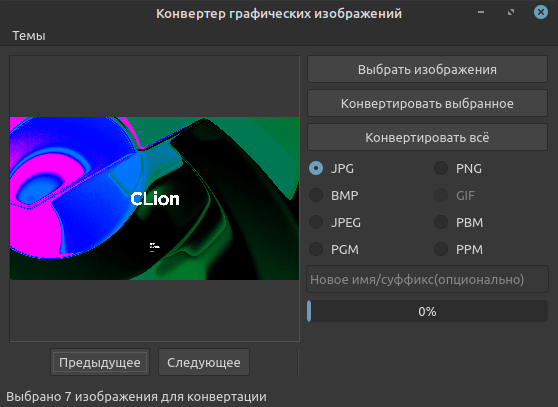 Конвертер графических изображений
Темы
Выбрать изображения
Конвертировать выбранное
Конвертировать всё
JPG PNG
BMP GIF
JPEG PBM
PGM PPM
Новое имя/суффикс(опционально)
0%
CLion
Предыдущее Следующее
Выбрано 7 изображения для конвертации